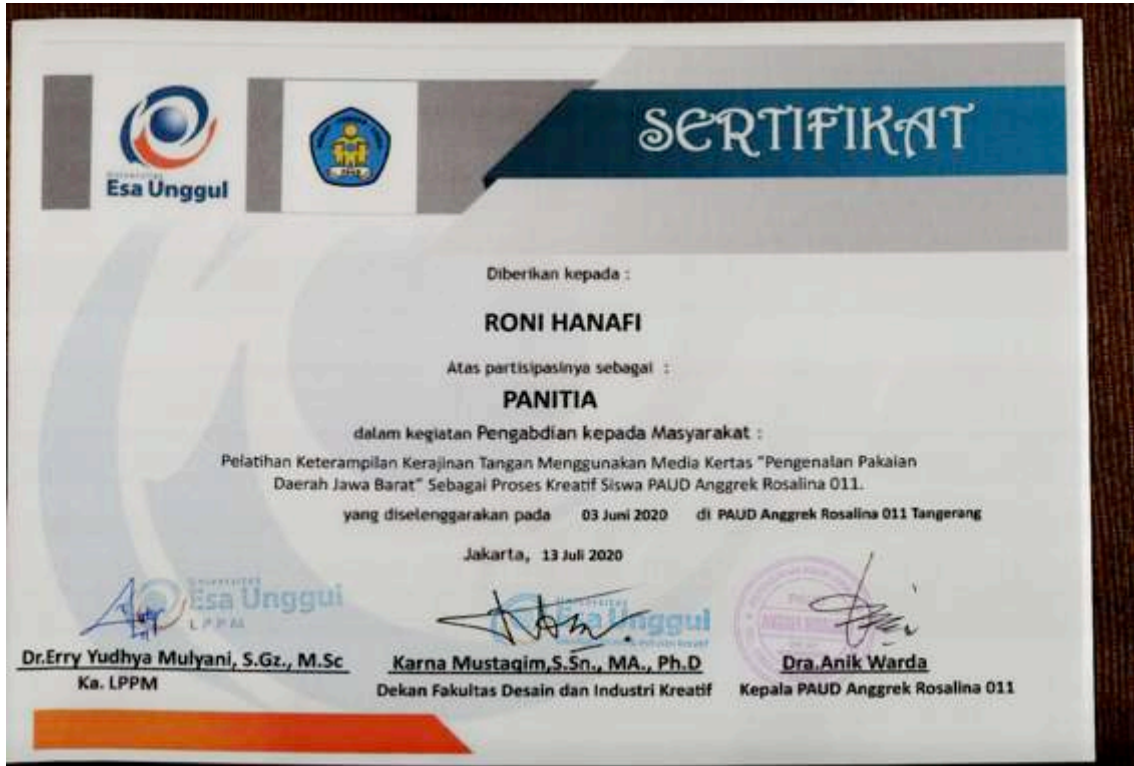 SERTIFIKAT
Universitas
Esa Unggul
Diberikan kepada :
RONI HANAFI
Atas partisipasinya sebagai :
PANITIA
dalam kegiatan Pengabdian kepada Masyarakat :
Pelatihan Keterampilan Kerajinan Tangan Menggunakan Media Kertas "Pengenalan Pakaian
Daerah Jawa Barat" Sebagai Proses Kreatif Siswa PAUD Anggrek Rosalina 011.
yang diselenggarakan pada 03 Juni 2020 di PAUD Anggrek Rosalina 011 Tangerang
Jakarta, 13 Juli 2020
Universitas
Esa Unggul
LPPM
Universitas
Esa Unggul
Dr.Erry Yudhya Mulyani, S.Gz., M.Sc
Ka. LPPM
Karna Mustaqim,S.Sn., MA., Ph.D
Dekan Fakultas Desain dan Industri Kreatif
Dra.Anik Warda
Kepala PAUD Anggrek Rosalina 011